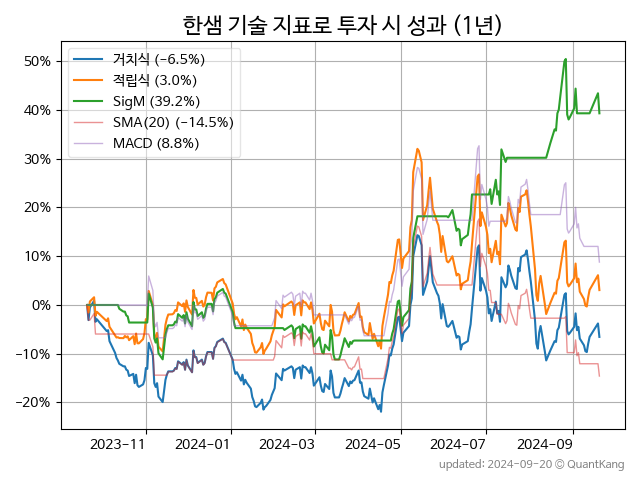 한샘 기술 지표로 투자 시 성과 (1년)
50%
40%
30%
20%
10%
0%
−10%
−20%
거치식 (-6.5%)
적립식 (3.0%)
SigM (39.2%)
SMA(20) (-14.5%)
MACD (8.8%)
2023-11
2024-01
2024-03
2024-05
2024-07
2024-09
updated: 2024-09-20 © QuantKang